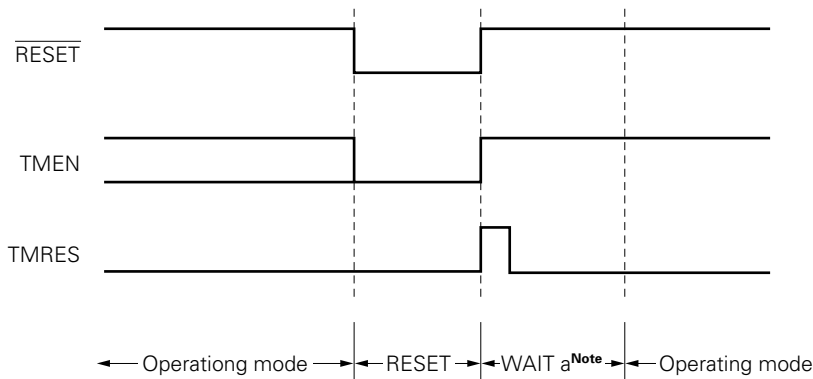 RESET
TMEN
TMRES
Operationg mode RESET WAIT aNote Operating mode